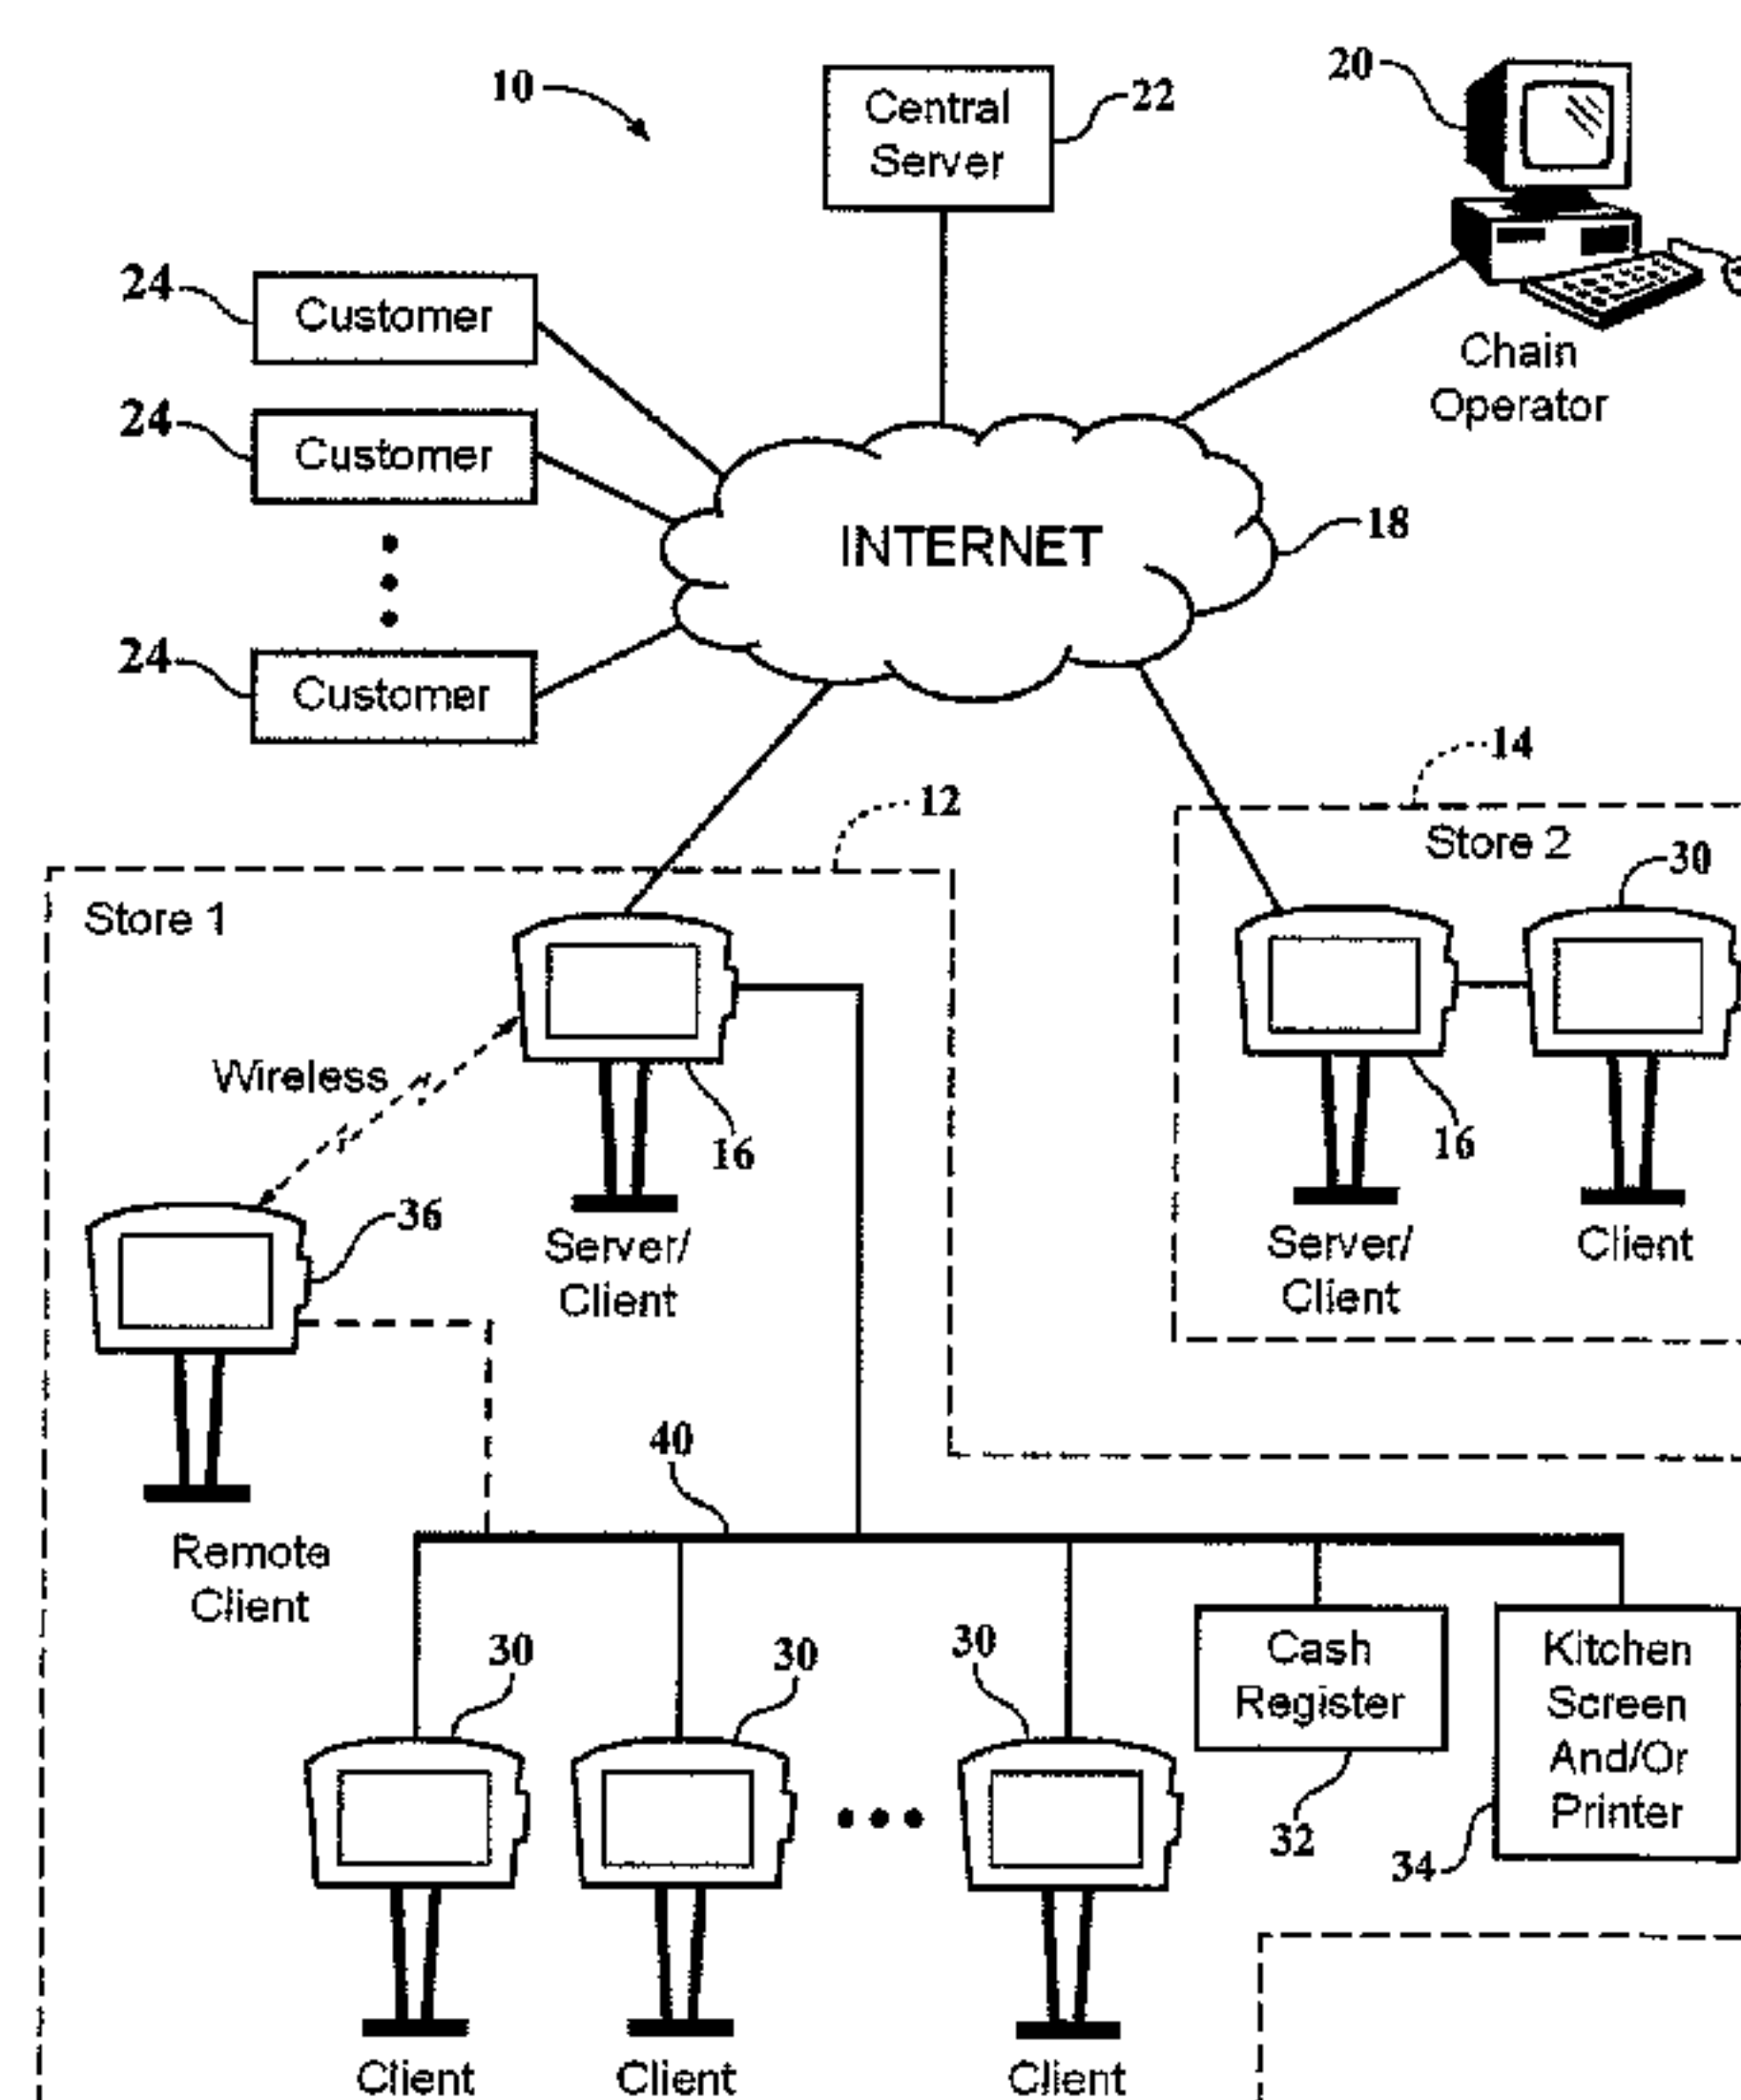 10
Central
Server
22
20
Chain
Operator
24
Customer
24
Customer
24
Customer
INTERNET
18
12
14
Store 1
Store 2
30
Wireless
16
16
36
Server/
Client
Server/
Client
Client
Remote
Client
40
30
30
30
Cash
Register
32
Kitchen
Screen
And/Or
Printer
34
Client
Client
Client